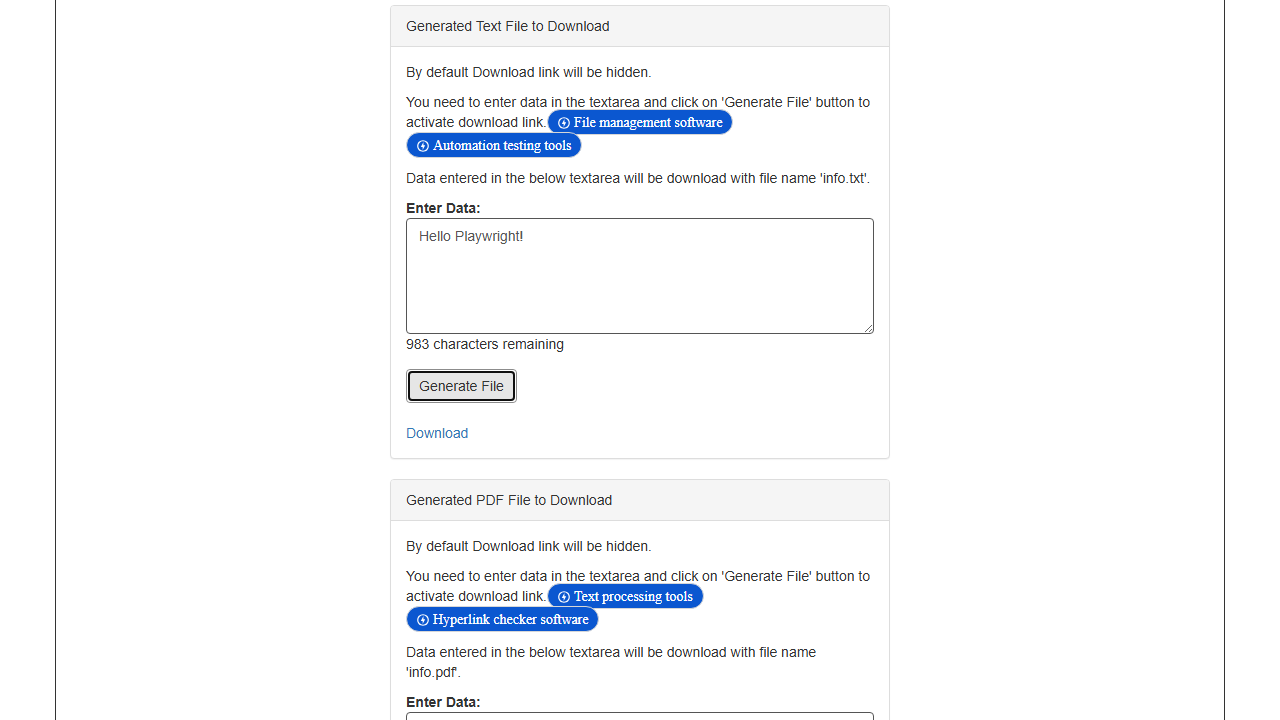 Generated Text File to Download
By default Download link will be hidden.
You need to enter data in the textarea and click on 'Generate File' button to
activate download link. File management software
Automation testing tools
Data entered in the below textarea will be download with file name 'info.txt'.
Enter Data:
Hello Playwright!
983 characters remaining
Generate File
Download
Generated PDF File to Download
By default Download link will be hidden.
You need to enter data in the textarea and click on 'Generate File' button to
activate download link. Text processing tools
Hyperlink checker software
Data entered in the below textarea will be download with file name
'info.pdf'.
Enter Data: